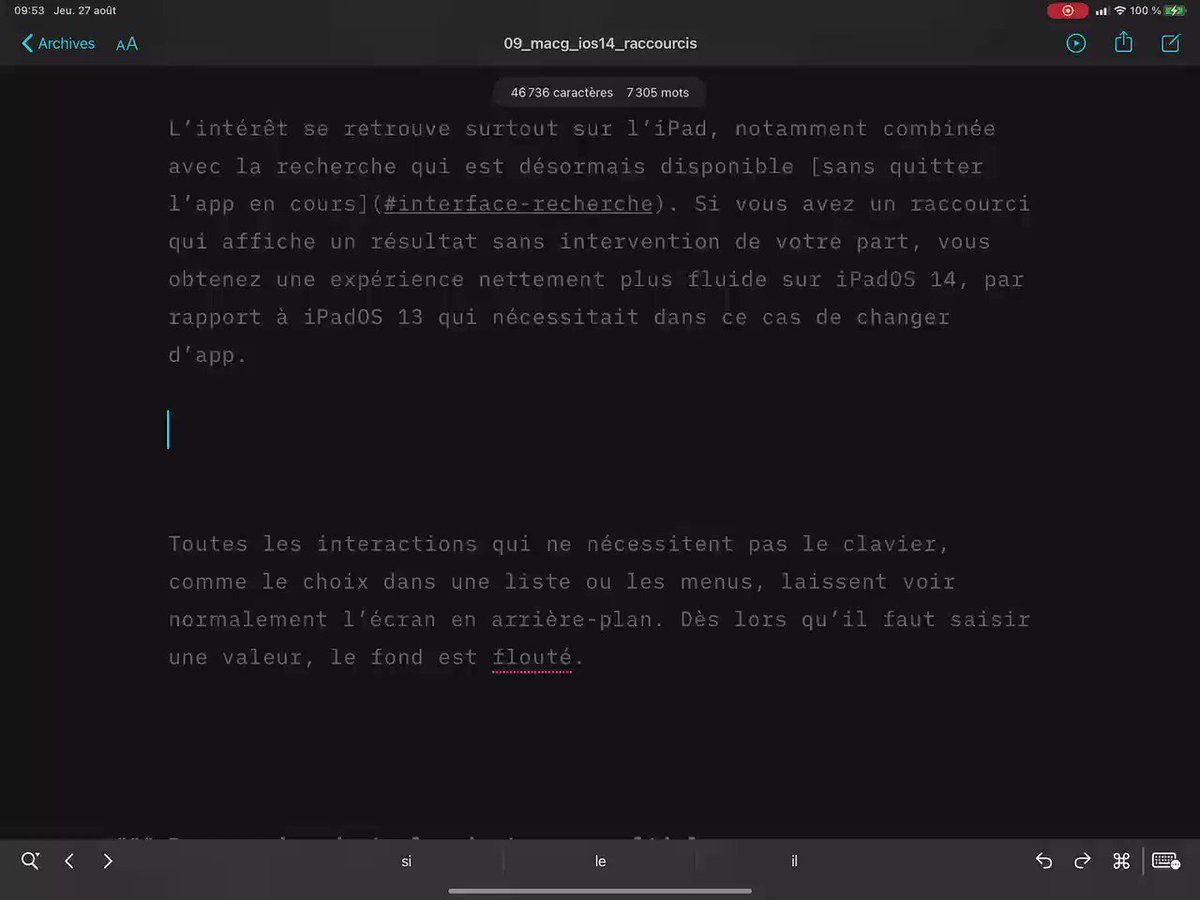 09:53 Jeu. 27 août 100 %
Archives AA 09_macg_ios14_raccourcis
46 736 caractères 7 305 mots
L’intérêt se retrouve surtout sur l’iPad, notamment combinée
avec la recherche qui est désormais disponible [sans quitter
l’app en cours](#interface-recherche). Si vous avez un raccourci
qui affiche un résultat sans intervention de votre part, vous
obtenez une expérience nettement plus fluide sur iPadOS 14, par
rapport à iPadOS 13 qui nécessitait dans ce cas de changer
d’app.
Toutes les interactions qui ne nécessitent pas le clavier,
comme le choix dans une liste ou les menus, laissent voir
normalement l’écran en arrière-plan. Dès lors qu’il faut saisir
une valeur, le fond est flouté.
si le il